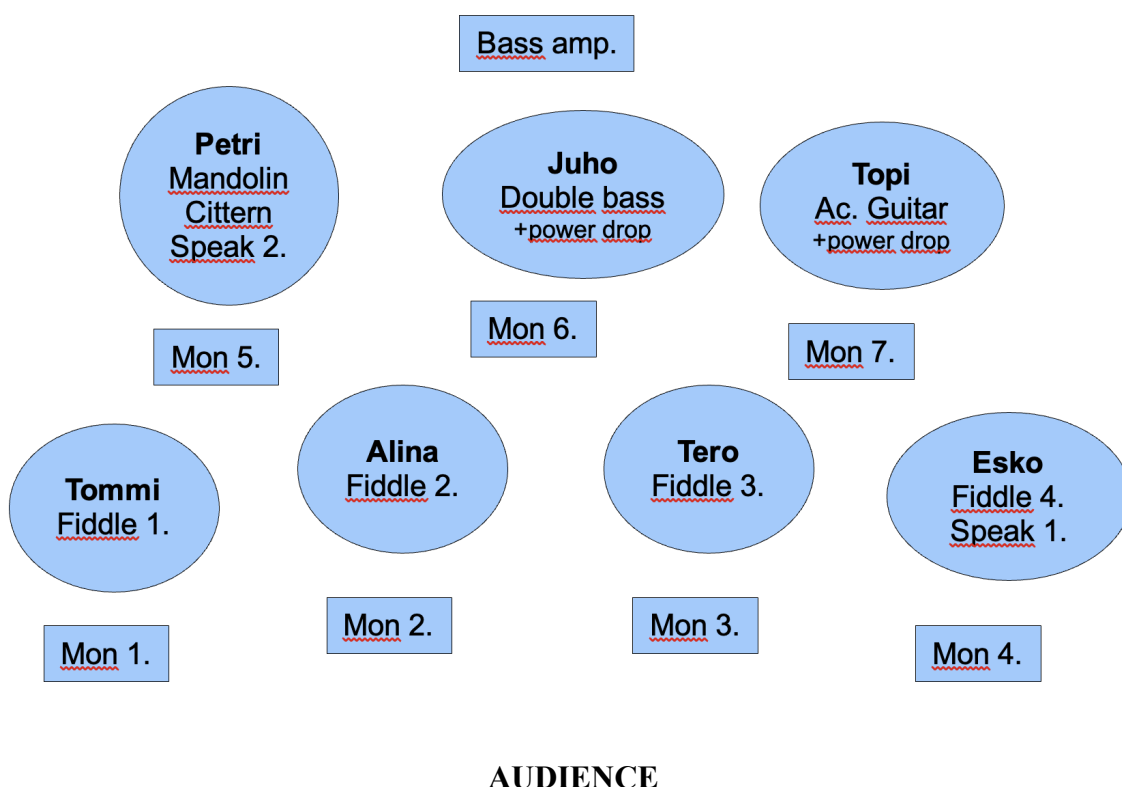 Bass amp.
Petri
Mandolin
Cittern
Speak 2.
Juho
Double bass
+power drop
Topi
Ac. Guitar
+power drop
Mon 5.
Mon 6.
Mon 7.
Tommi
Fiddle 1.
Alina
Fiddle 2.
Tero
Fiddle 3.
Esko
Fiddle 4.
Speak 1.
Mon 1.
Mon 2.
Mon 3.
Mon 4.
AUDIENCE